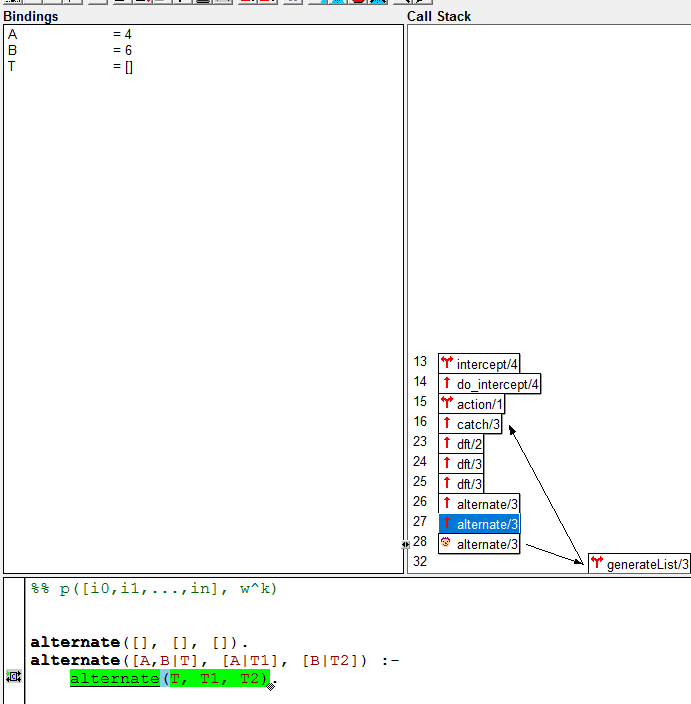 Bindings
Call Stack
A = 4
B = 6
T = []
13 intercept/4
14 do_intercept/4
15 action/1
16 catch/3
23 dft/2
24 dft/3
25 dft/3
26 alternate/3
27 alternate/3
28 alternate/3
32 generateList/3
%% p([i0,i1,...,in], w^k)
alternate([], [], []).
alternate([A,B|T], [A|T1], [B|T2]) :-
alternate(T, T1, T2).